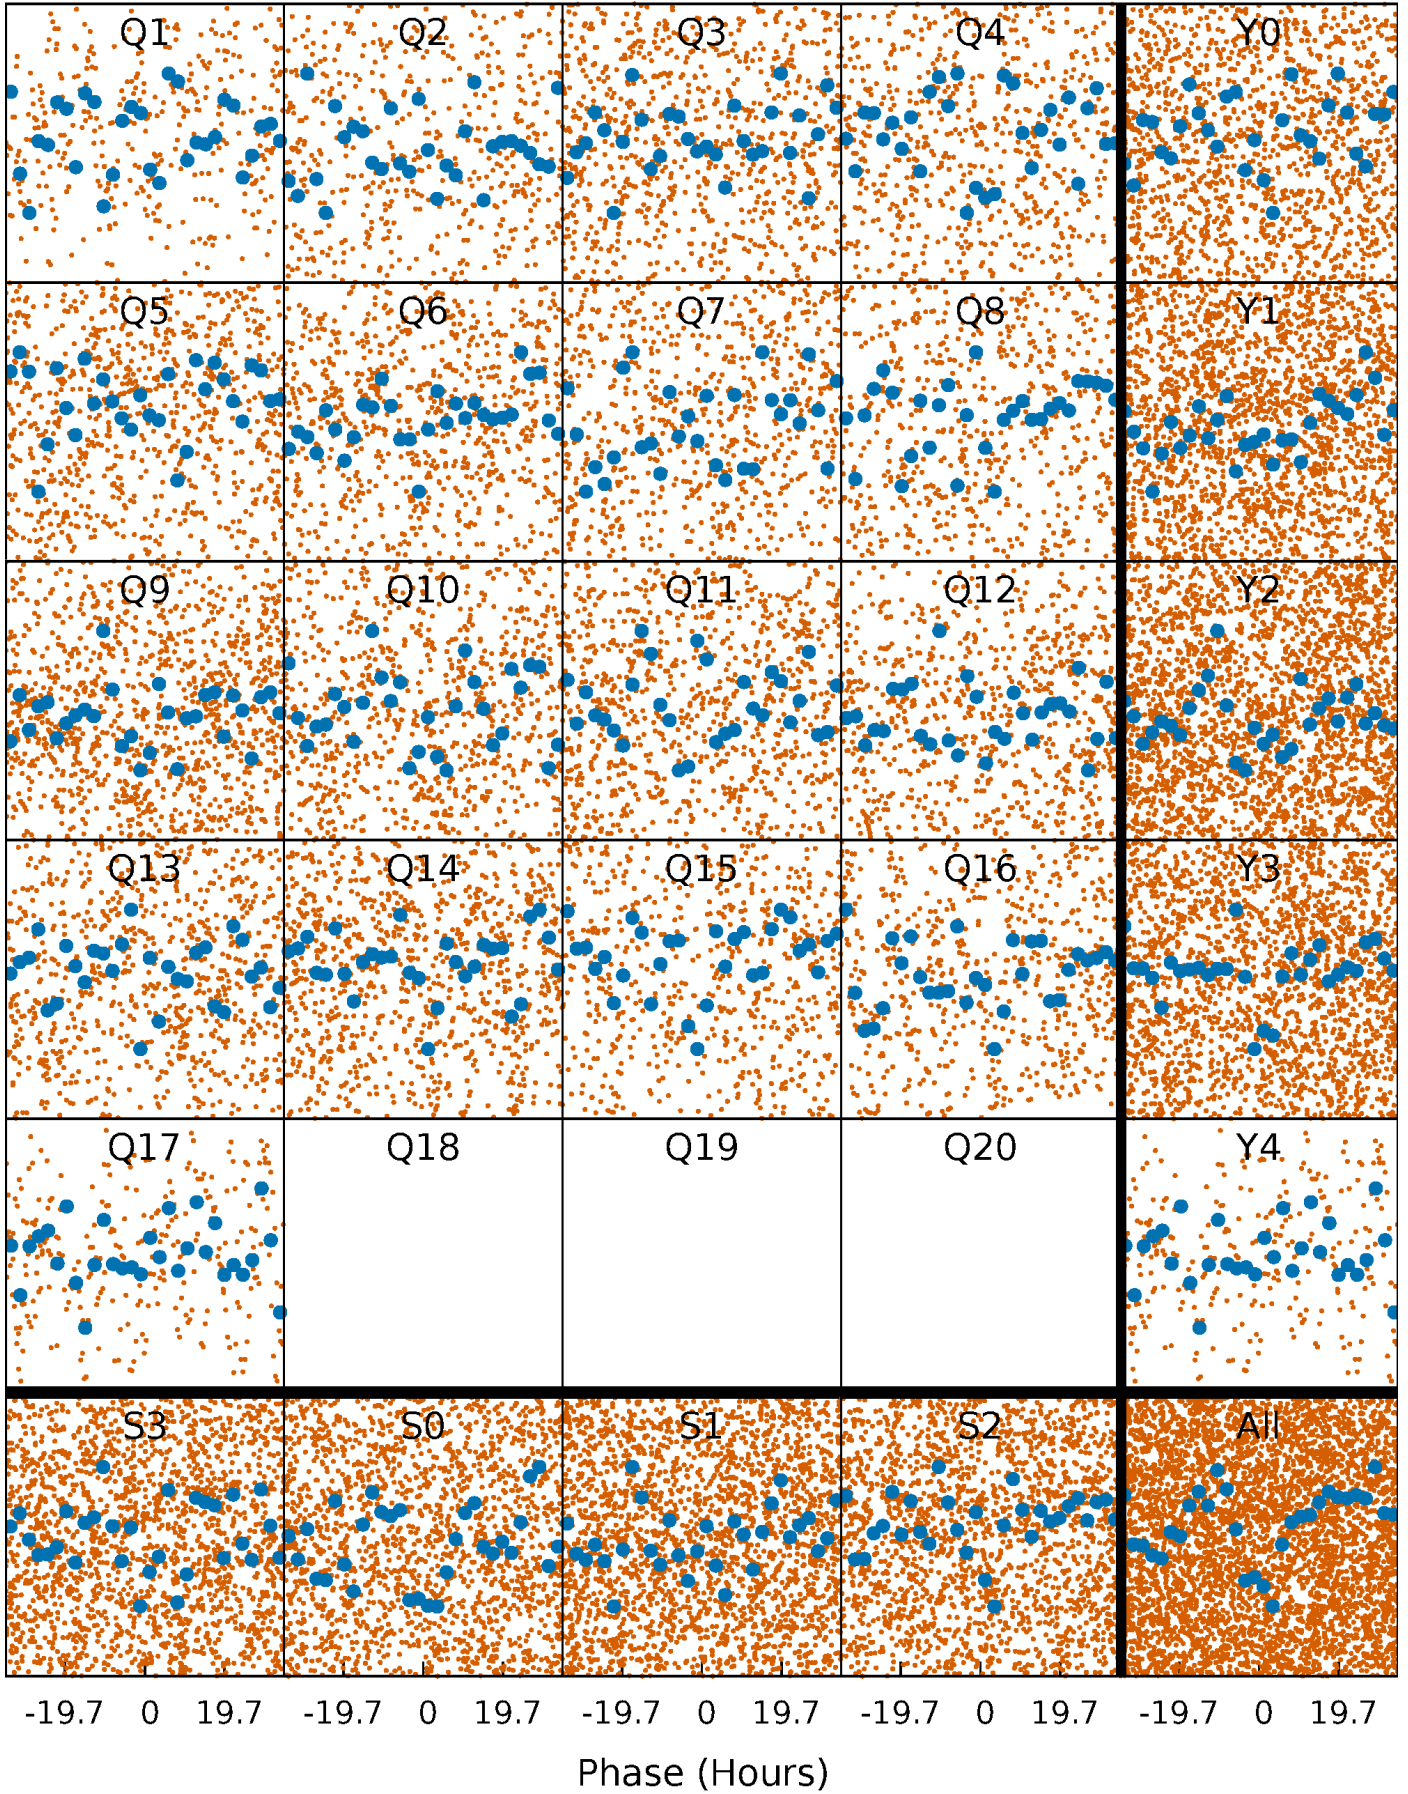 Q1 Q2 Q3 Q4 Y0
Q5 Q6 Q7 Q8 Y1
Q9 Q10 Q11 Q12 Y2
Q13 Q14 Q15 Q16 Y3
Q17 Q18 Q19 Q20 Y4
S3 S0 S1 S2 All
-19.7 0 19.7 -19.7 0 19.7 -19.7 0 19.7 -19.7 0 19.7 -19.7 0 19.7
Phase (Hours)